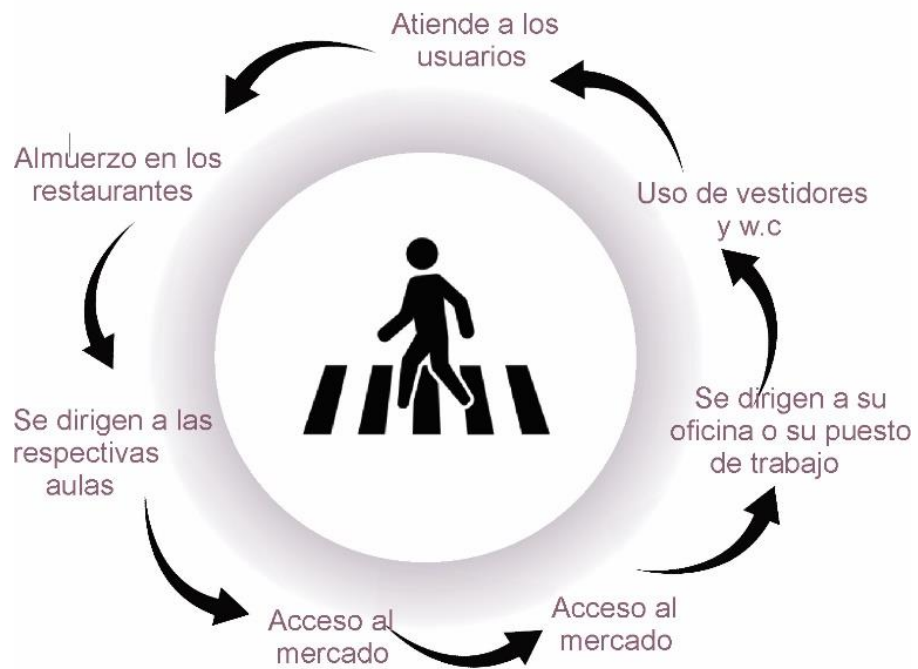 Atiende a los
usuarios
Almuerzo en los
restaurantes
Uso de vestidores
y w.c
Se dirigen a las
respectivas
aulas
Se dirigen a su
oficina o su puesto
de trabajo
Acceso al
mercado
Acceso al
mercado